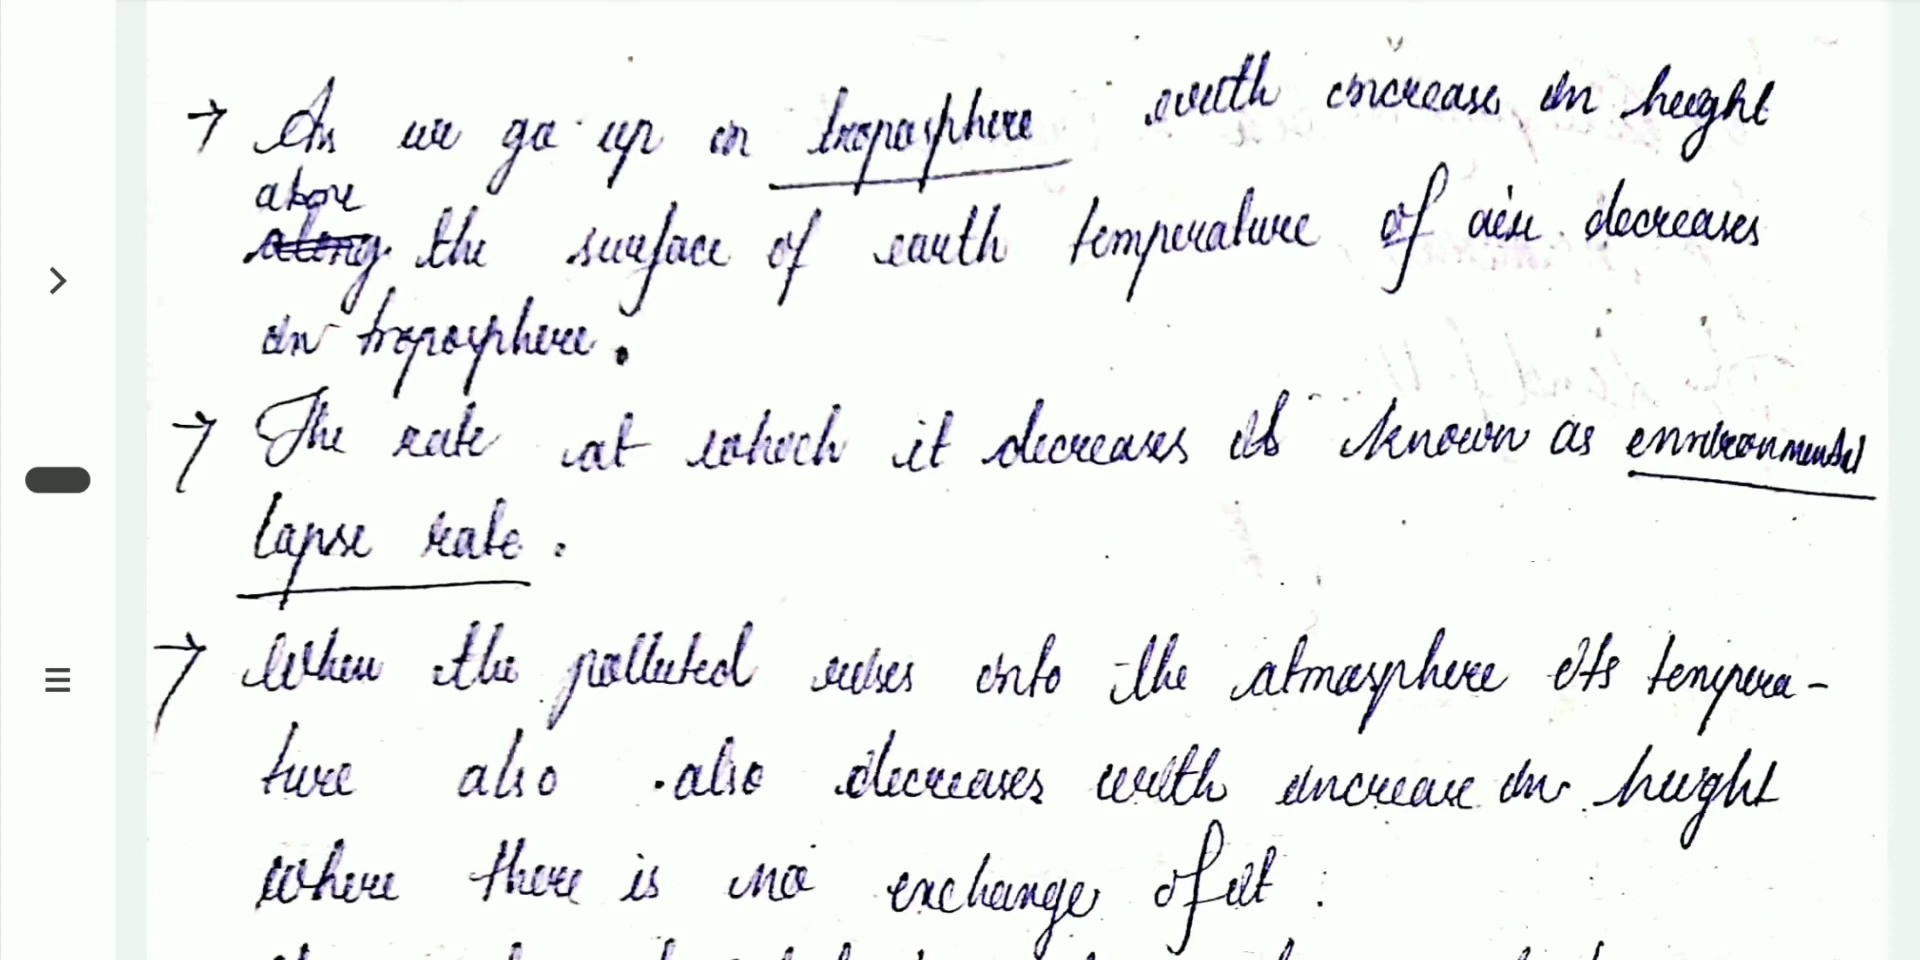 → As we go up in troposphere with increase in height
above
along the surface of earth temperature of air decreases
in troposphere.
→ The rate at which it decreases is known as environmental
lapse rate.
→ When the polluted rises into the atmosphere its tempera-
ture also also decreases with increase in height
where there is no exchange of it.